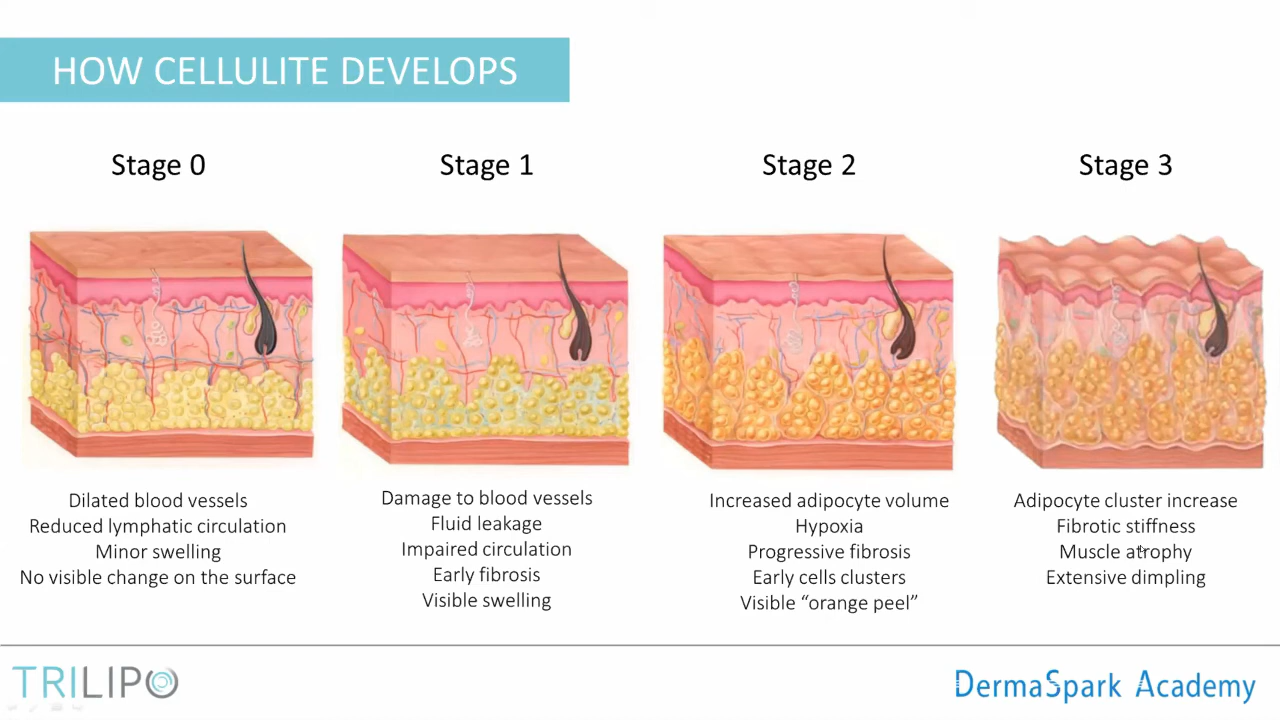 HOW CELLULITE DEVELOPS
Stage 0
Dilated blood vessels
Reduced lymphatic circulation
Minor swelling
No visible change on the surface
Stage 1
Damage to blood vessels
Fluid leakage
Impaired circulation
Early fibrosis
Visible swelling
Stage 2
Increased adipocyte volume
Hypoxia
Progressive fibrosis
Early cells clusters
Visible “orange peel”
Stage 3
Adipocyte cluster increase
Fibrotic stiffness
Muscle atrophy
Extensive dimpling
TRILIPO
DermaSpark Academy